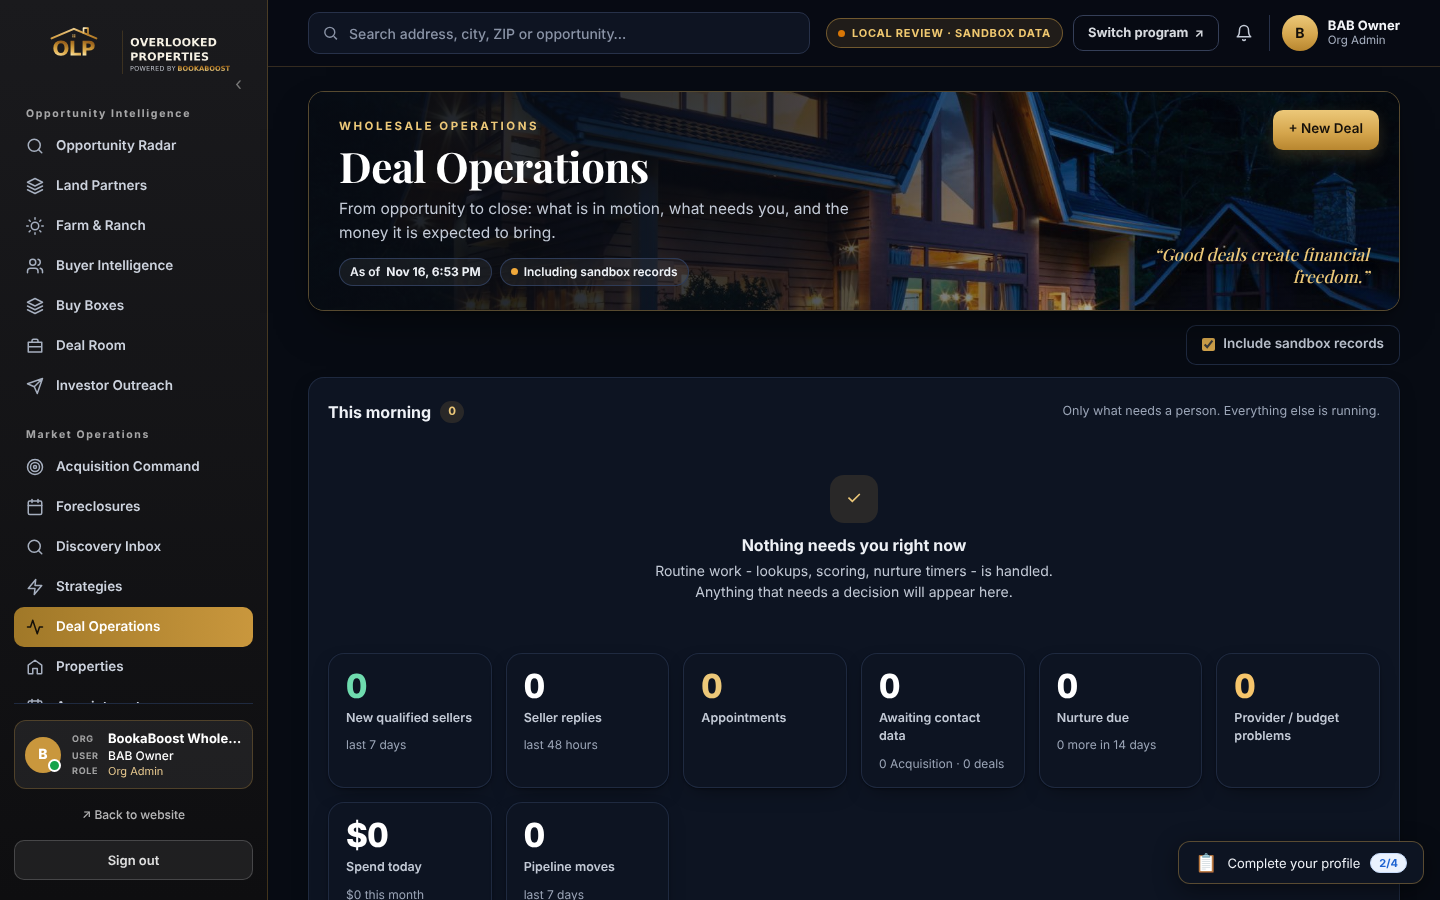 OLP
OVERLOOKED
PROPERTIES
POWERED BY BOOKABOOST
Opportunity Intelligence
Opportunity Radar
Land Partners
Farm & Ranch
Buyer Intelligence
Buy Boxes
Deal Room
Investor Outreach
Market Operations
Acquisition Command
Foreclosures
Discovery Inbox
Strategies
Deal Operations
Properties
B
ORG BookaBoost Whole...
USER BAB Owner
ROLE Org Admin
↗ Back to website
Sign out
Search address, city, ZIP or opportunity...
LOCAL REVIEW · SANDBOX DATA
Switch program ↗
B
BAB Owner
Org Admin
WHOLESALE OPERATIONS
+ New Deal
Deal Operations
From opportunity to close: what is in motion, what needs you, and the
money it is expected to bring.
As of Nov 16, 6:53 PM
Including sandbox records
“Good deals create financial
freedom.”
Include sandbox records
This morning 0
Only what needs a person. Everything else is running.
Nothing needs you right now
Routine work - lookups, scoring, nurture timers - is handled.
Anything that needs a decision will appear here.
0
New qualified sellers
last 7 days
0
Seller replies
last 48 hours
0
Appointments
0
Awaiting contact
data
0 Acquisition · 0 deals
0
Nurture due
0 more in 14 days
0
Provider / budget
problems
$0
Spend today
$0 this month
0
Pipeline moves
last 7 days
Complete your profile 2/4